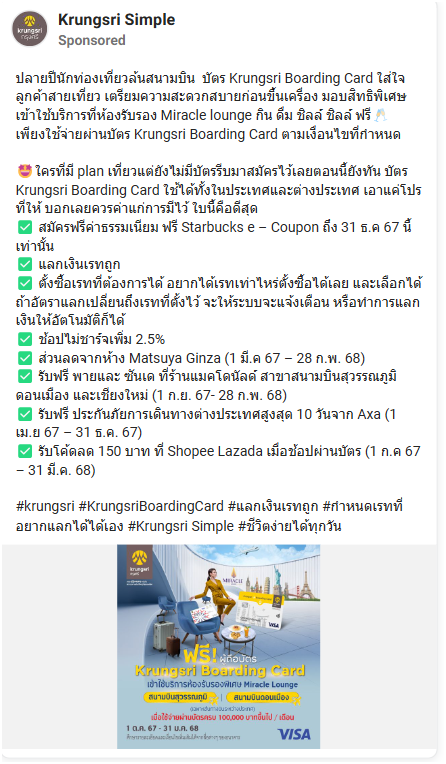 Krungsri Simple
Sponsored
krungsri
กรุงศรี
ปลายปีนักท่องเที่ยวล้นสนามบิน บัตร Krungsri Boarding Card ใส่ใจ
ลูกค้าสายเที่ยว เตรียมความสะดวกสบายก่อนขึ้นเครื่อง มอบสิทธิพิเศษ
เข้าใช้บริการที่ห้องรับรอง Miracle lounge กิน ดื่ม ชิลล์ ชิลล์ ฟรี🥂
เพียงใช้จ่ายผ่านบัตร Krungsri Boarding Card ตามเงื่อนไขที่กำหนด
🤩ใครที่มี plan เที่ยวแต่ยังไม่มีบัตรรีบมาสมัครไว้เลยตอนนี้ยังทัน บัตร
Krungsri Boarding Card ใช้ได้ทั้งในประเทศและต่างประเทศ เอาแค่โปร
ที่ให้ บอกเลยควรค่าแก่การมีไว้ ใบนี้คือดีสุด
✅ สมัครฟรีค่าธรรมเนียม ฟรี Starbucks e – Coupon ถึง 31 ธ.ค 67 นี้
เท่านั้น
✅ แลกเงินเรทถูก
✅ ตั้งซื้อเรทที่ต้องการได้ อยากได้เรทเท่าไหร่ตั้งซื้อได้เลย และเลือกได้
ถ้าอัตราแลกเปลี่ยนถึงเรทที่ตั้งไว้ จะให้ระบบจะแจ้งเตือน หรือทำการแลก
เงินให้อัตโนมัติก็ได้
✅ ช้อปไม่ชาร์จเพิ่ม 2.5%
✅ ส่วนลดจากห้าง Matsuya Ginza (1 มี.ค 67 – 28 ก.พ. 68)
✅ รับฟรี พายและ ซันเด ที่ร้านแมคโดนัลด์ สาขาสนามบินสุวรรณภูมิ
ดอนเมือง และเชียงใหม่ (1 ก.ย. 67- 28 ก.พ. 68)
✅ รับฟรี ประกันภัยการเดินทางต่างประเทศสูงสุด 10 วันจาก Axa (1
เม.ย 67 – 31 ธ.ค. 67)
✅ รับโค้ดลด 150 บาท ที่ Shopee Lazada เมื่อช้อปผ่านบัตร (1 ก.ค 67
– 31 มี.ค. 68)
#krungsri #KrungsriBoardingCard #แลกเงินเรทถูก #กำหนดเรทที่
อยากแลกได้ได้เอง #Krungsri Simple #ชีวิตง่ายได้ทุกวัน
krungsri
กรุงศรี
MIRACLE
ฟรี! ผู้ถือบัตร
Krungsri Boarding Card
เข้าใช้บริการห้องรับรองพิเศษ Miracle Lounge
สนามบินสุวรรณภูมิ | สนามบินดอนเมือง
เมื่อใช้จ่ายผ่านบัตรครบ 100,000 บาทขึ้นไป / เดือน
1 ต.ค. 67 - 31 ม.ค. 68
VISA